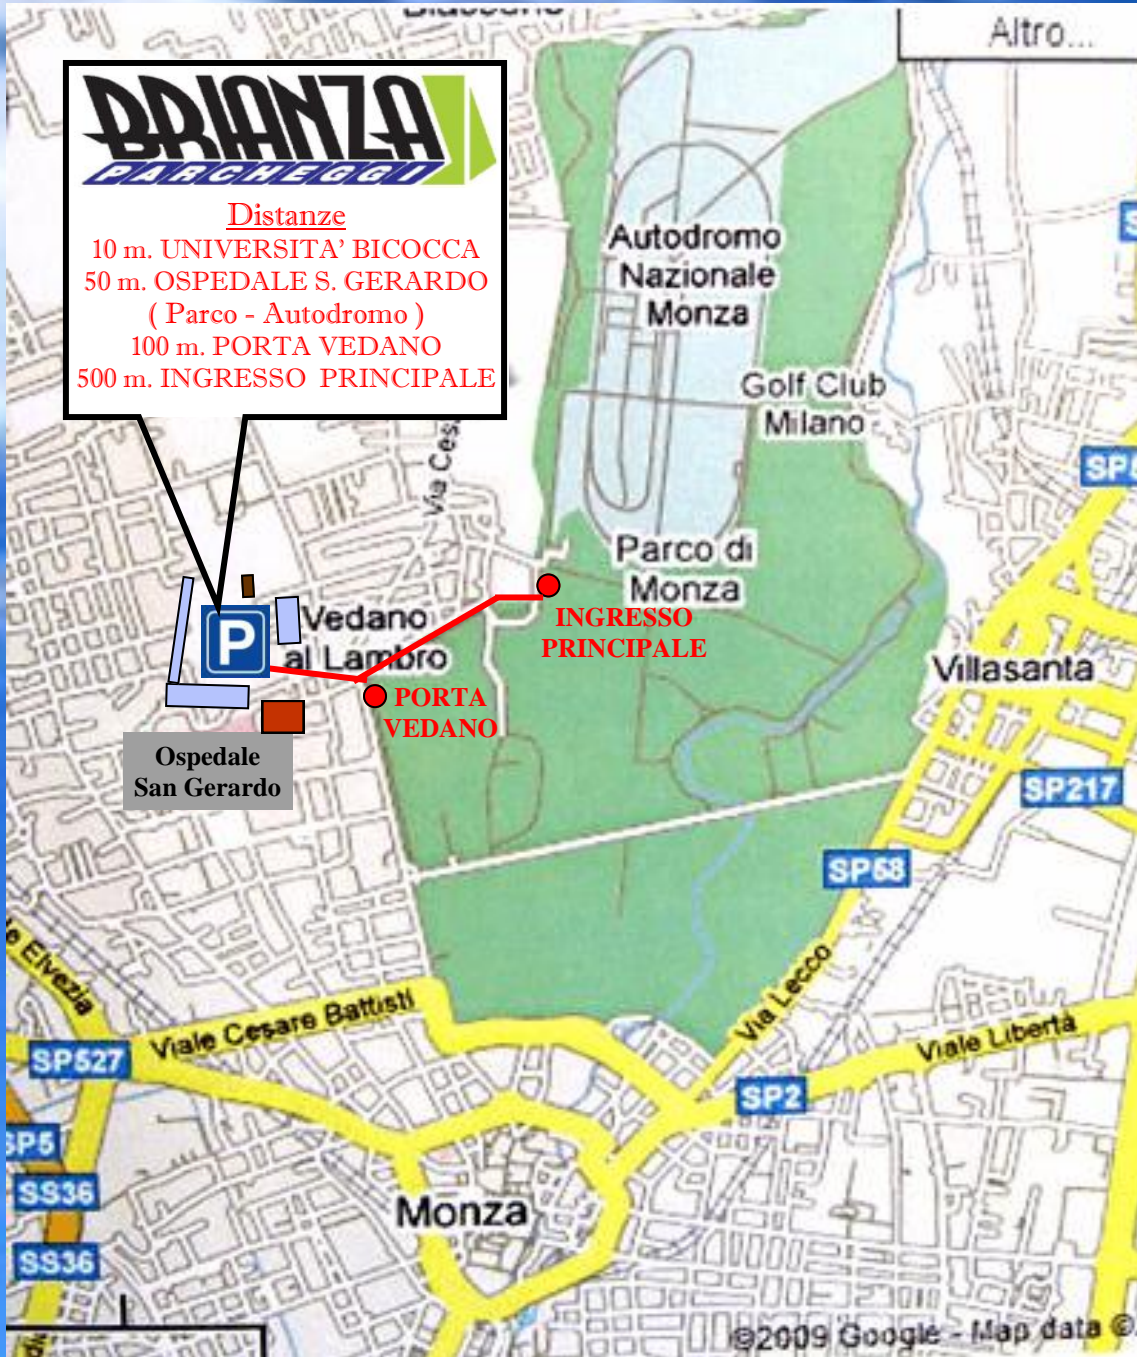 Altro...
BRIANZA
PARCHEGGI
Distanze
10 m. UNIVERSITA' BICOCCA
50 m. OSPEDALE S. GERARDO
( Parco - Autodromo )
100 m. PORTA VEDANO
500 m. INGRESSO PRINCIPALE
Autodromo
Nazionale
Monza
Golf Club
Milano
Via Ces
Parco di
Monza
INGRESSO
PRINCIPALE
P
Vedano
al Lambro
PORTA
VEDANO
Villasanta
Ospedale
San Gerardo
SP217
SP58
Elvezia
Viale Cesare Battisti
Via Lecco
Viale Libertà
SP527
SP2
SP5
SS36
Monza
SS36
©2009 Google - Map data ©